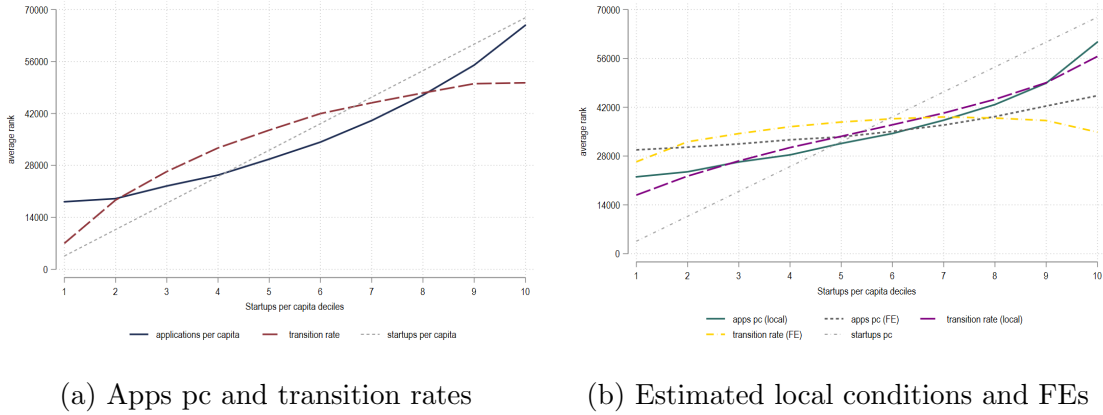 70000
56000
42000
28000
14000
0
average rank
1 2 3 4 5 6 7 8 9 10
Startups per capita deciles
applications per capita transition rate startups per capita
(a) Apps pc and transition rates
70000
56000
42000
28000
14000
0
average rank
1 2 3 4 5 6 7 8 9 10
Startups per capita deciles
apps pc (local) apps pc (FE) transition rate (local)
transition rate (FE) startups pc
(b) Estimated local conditions and FEs